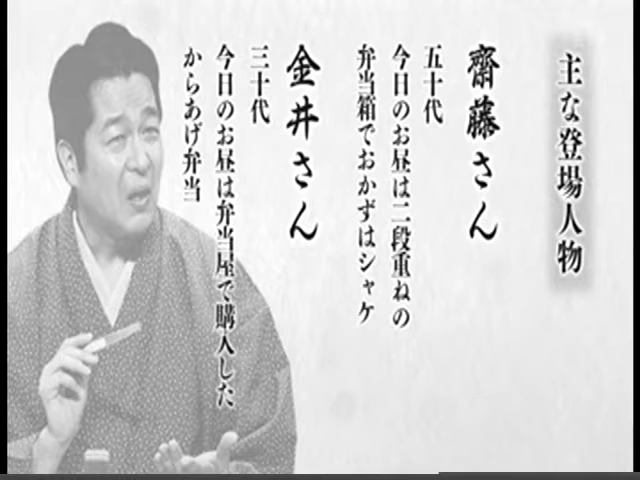 主な登場人物
齋藤さん
五十代
今日のお昼は二段重ねの
弁当箱でおかずはシャケ
金井さん
三十代
今日のお昼は弁当屋で購入した
からあげ弁当